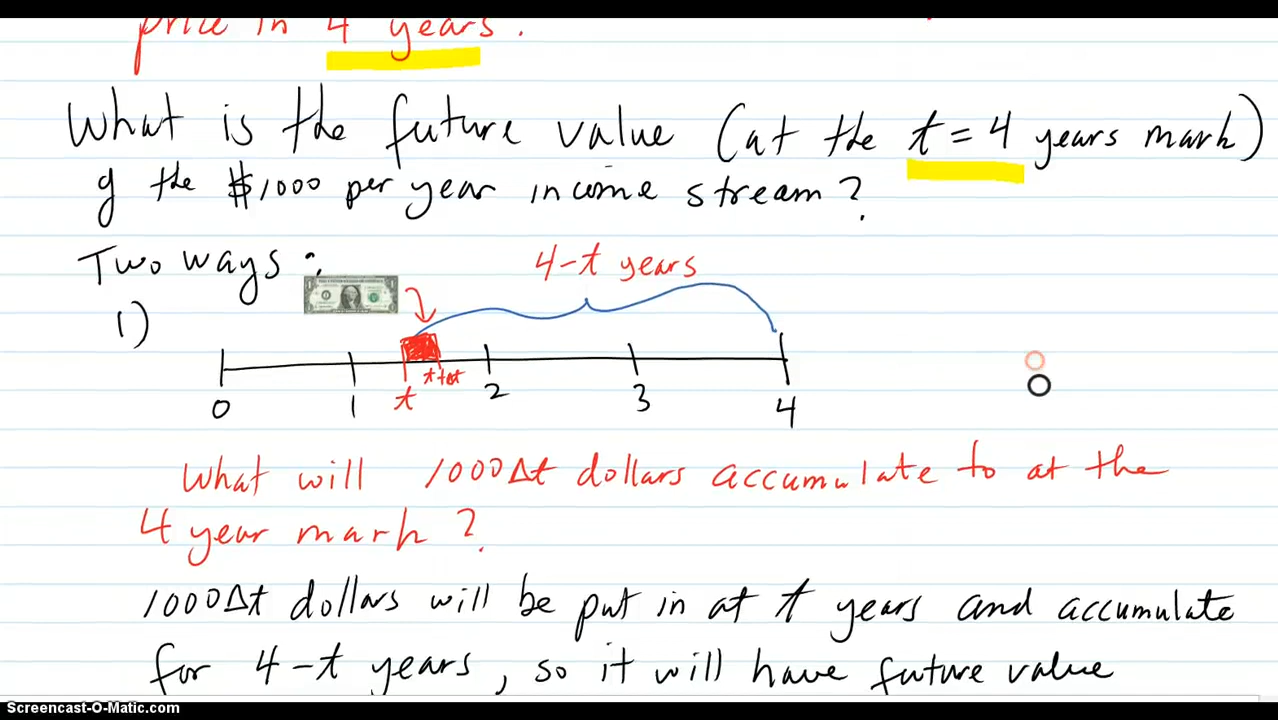 price in 4 years.
What is the future value (at the t = 4 years mark)
of the $1000 per year income stream?
Two ways:
4-t years
1)
t t+Δt
0 1 t 2 3 4
What will 1000Δt dollars accumulate to at the
4 year mark?
1000Δt dollars will be put in at t years and accumulate
for 4-t years, so it will have future value
Screencast-O-Matic.com